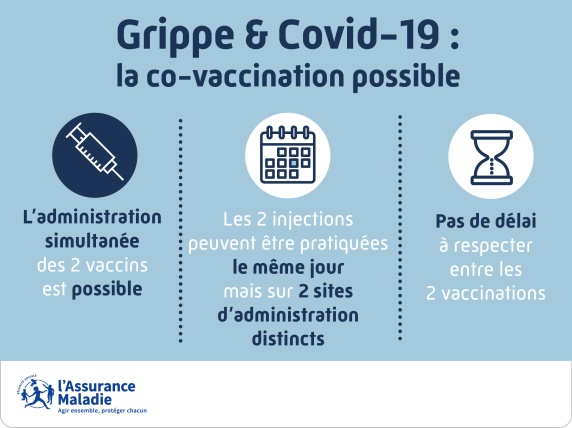 Grippe & Covid-19 :
la co-vaccination possible
L'administration
simultanée
des 2 vaccins
est possible
Les 2 injections
peuvent être pratiquées
le même jour
mais sur 2 sites
d'administration
distincts
Pas de délai
à respecter
entre les
2 vaccinations
l'Assurance
Maladie
Agir ensemble, protéger chacun